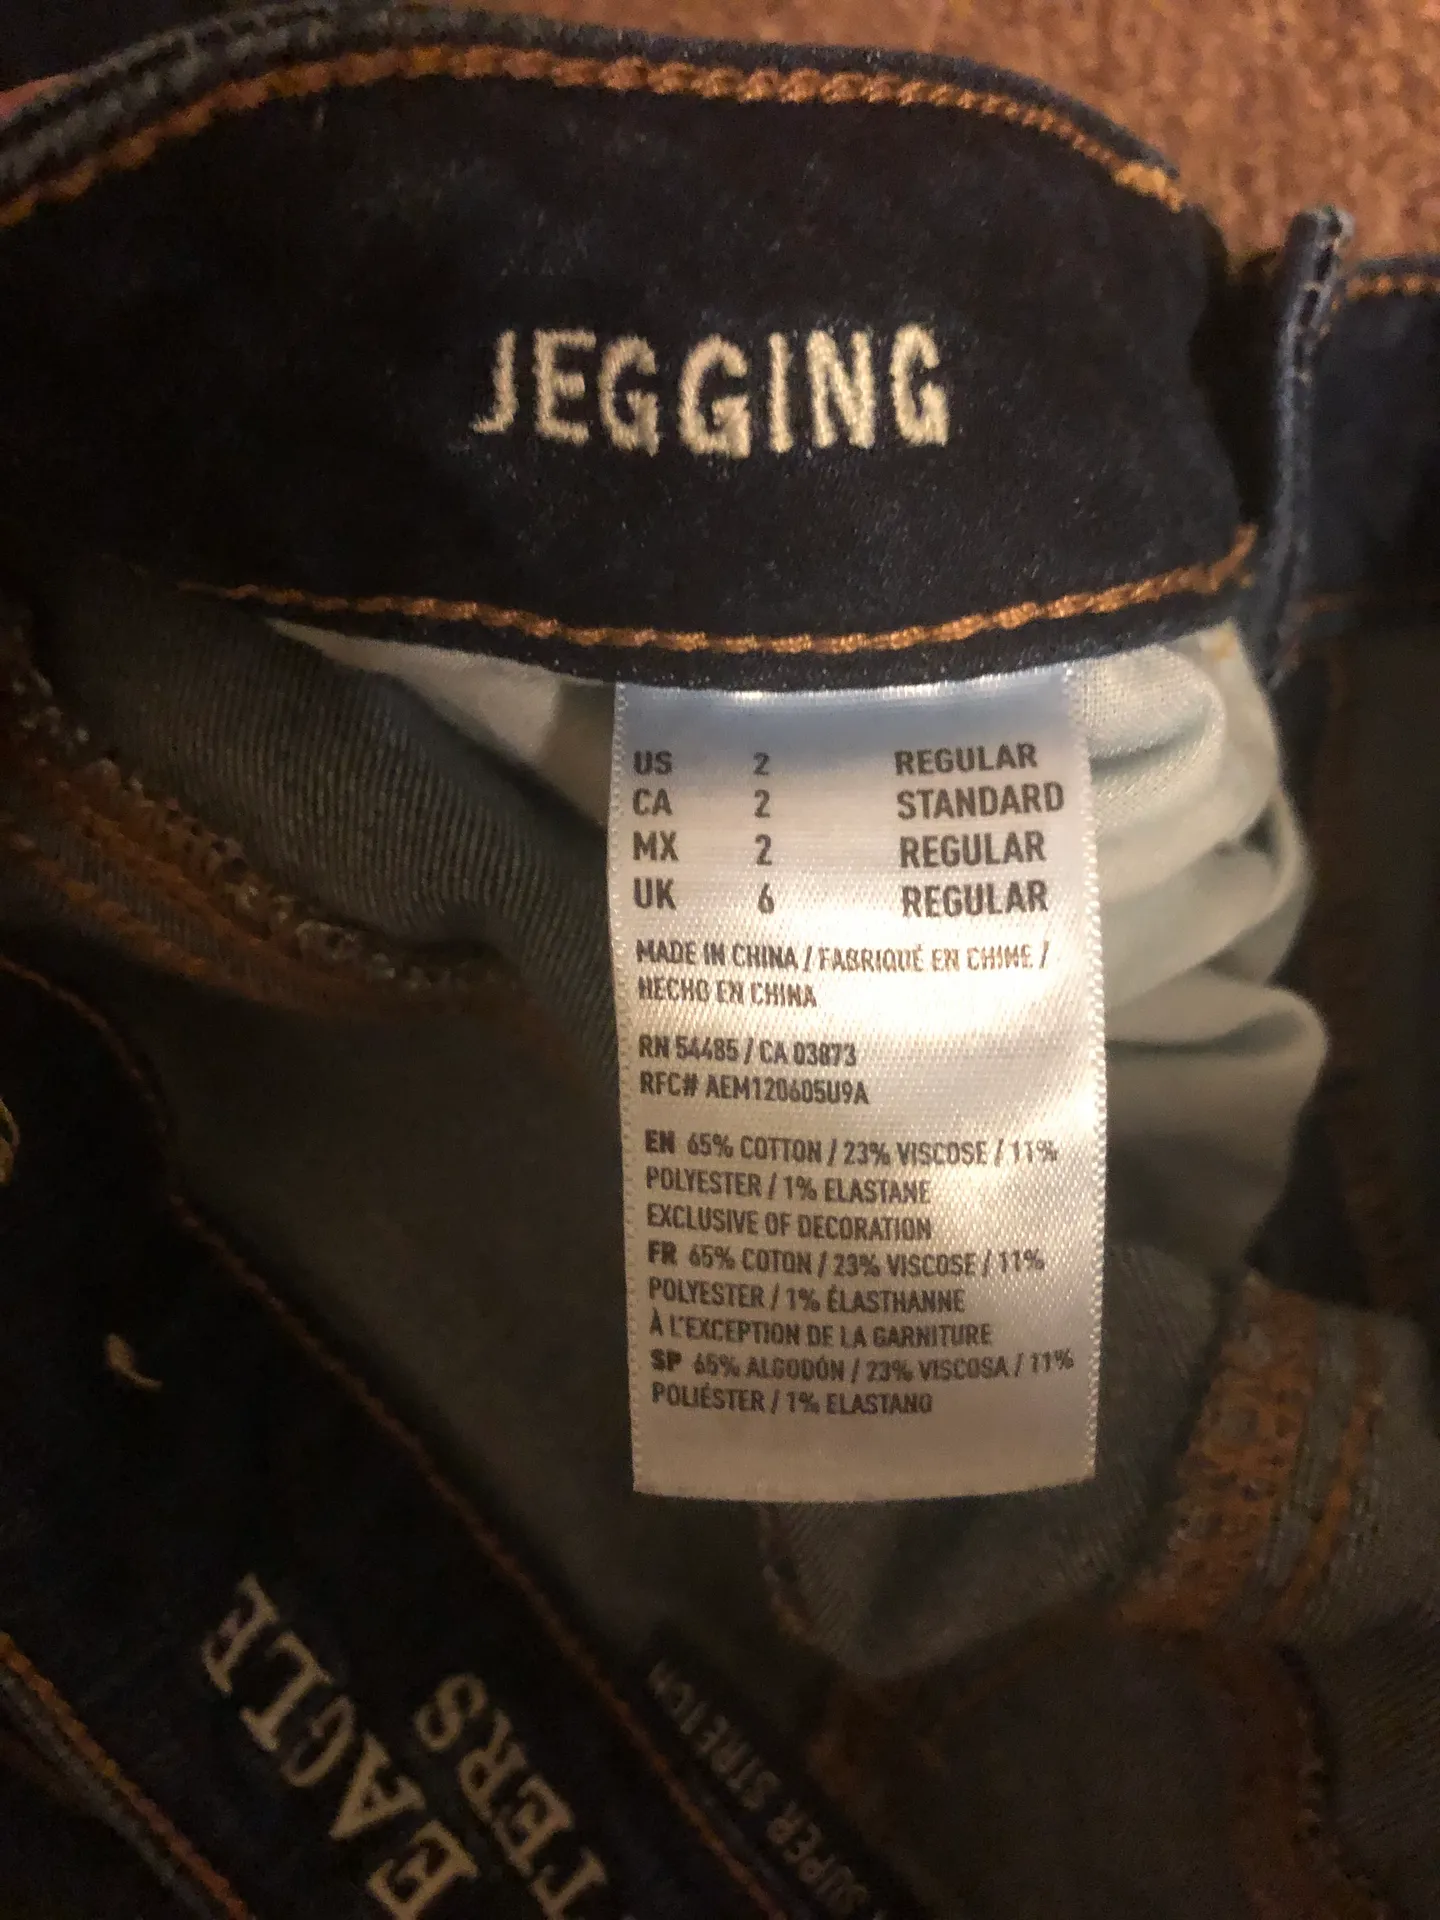 JEGGING
US 2 REGULAR
CA 2 STANDARD
MX 2 REGULAR
UK 6 REGULAR
MADE IN CHINA / FABRIQUÉ EN CHINE /
HECHO EN CHINA
RN 54485 / CA 03873
RFC# AEM120605U9A
EN 65% COTTON / 23% VISCOSE / 11%
POLYESTER / 1% ELASTANE
EXCLUSIVE OF DECORATION
FR 65% COTON / 23% VISCOSE / 11%
POLYESTER / 1% ÉLASTHANNE
À L'EXCEPTION DE LA GARNITURE
SP 65% ALGODÓN / 23% VISCOSA / 11%
POLIÉSTER / 1% ELASTANO
EAGLE
TERS
SUPER STRETCH